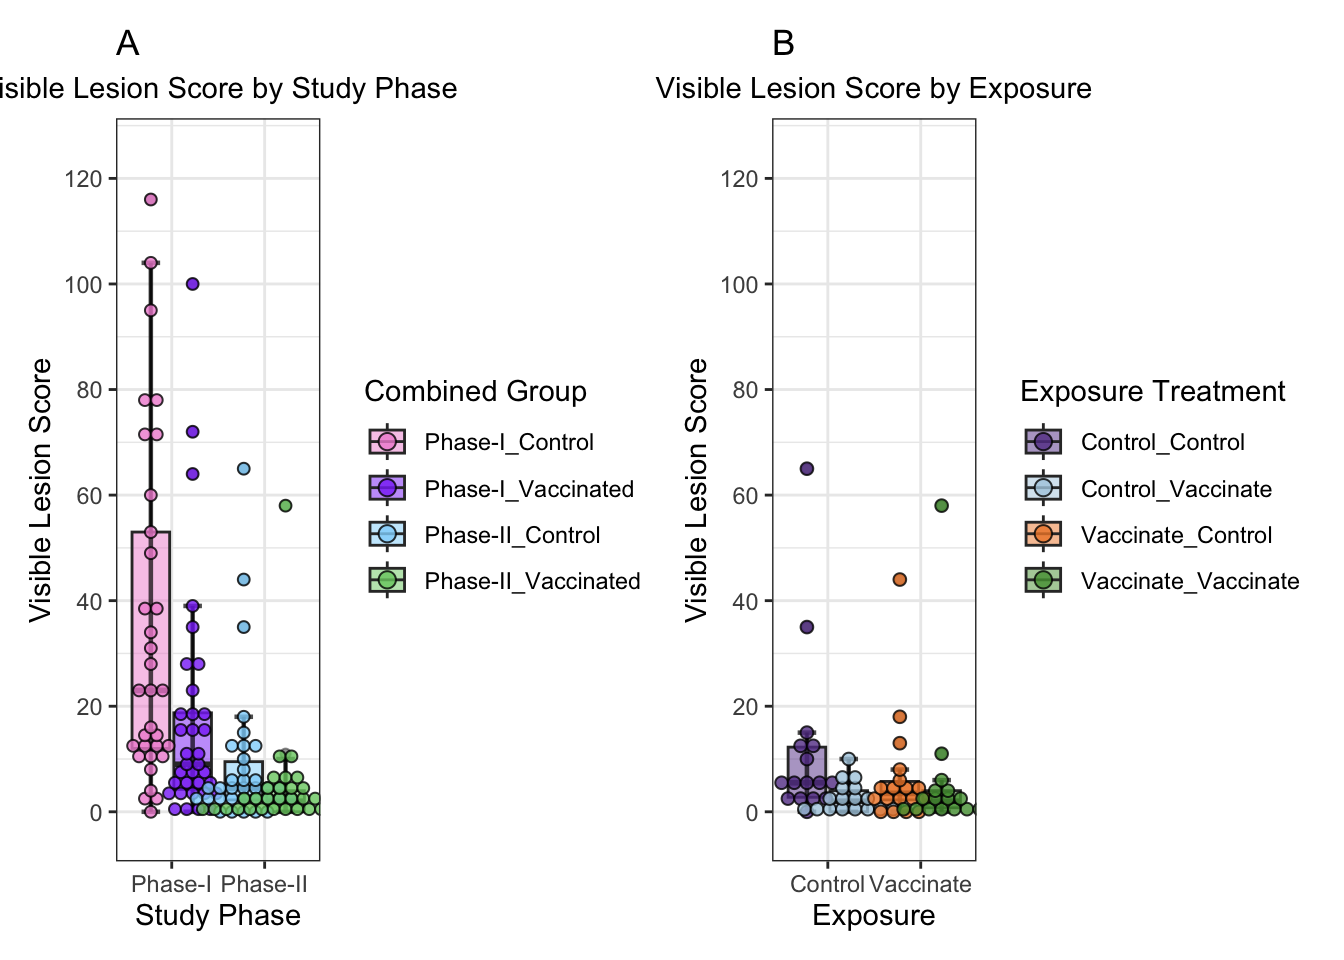 A
isible Lesion Score by Study Phase
Visible Lesion Score
120
100
80
60
40
20
0
Phase-I Phase-II
Study Phase
Combined Group
Phase-I_Control
Phase-I_Vaccinated
Phase-II_Control
Phase-II_Vaccinated
B
Visible Lesion Score by Exposure
Visible Lesion Score
120
100
80
60
40
20
0
Control Vaccinate
Exposure
Exposure Treatment
Control_Control
Control_Vaccinate
Vaccinate_Control
Vaccinate_Vaccinate